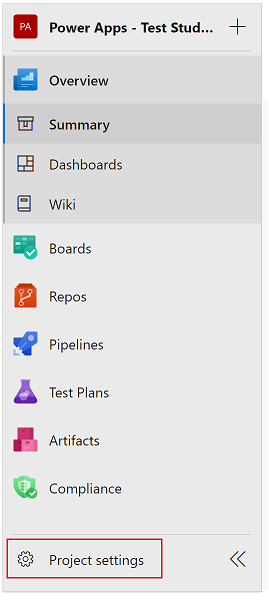 PA Power Apps - Test Stud...
Overview
Summary
Dashboards
Wiki
Boards
Repos
Pipelines
Test Plans
Artifacts
Compliance
Project settings